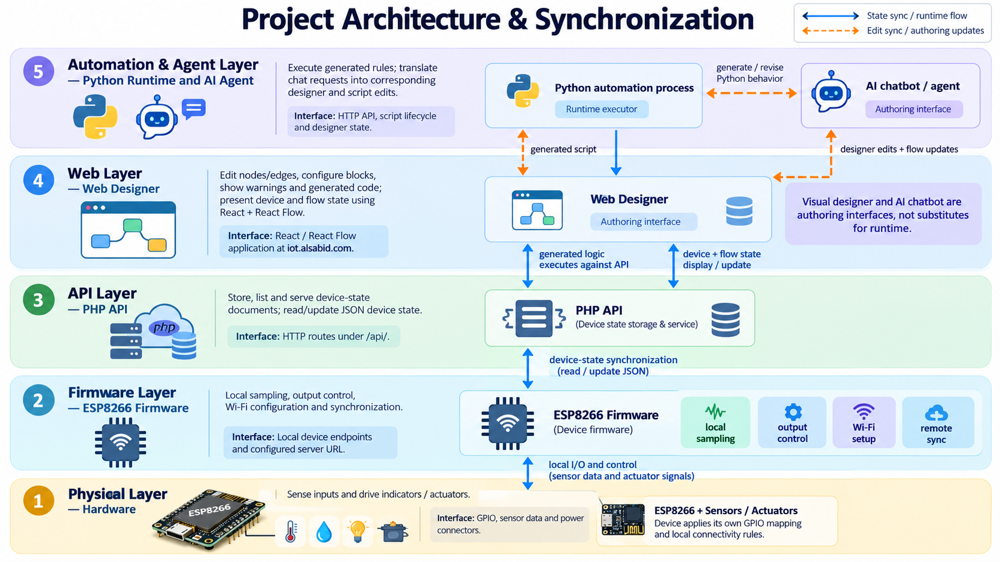 Project Architecture & Synchronization
State sync / runtime flow
Edit sync / authoring updates
5
Automation & Agent Layer
— Python Runtime and AI Agent
Execute generated rules; translate
chat requests into corresponding
designer and script edits.
Interface: HTTP API, script lifecycle
and designer state.
Python automation process
Runtime executor
generate / revise
Python behavior
AI chatbot / agent
Authoring interface
generated script
designer edits + flow updates
4
Web Layer
— Web Designer
Edit nodes/edges, configure blocks,
show warnings and generated code;
present device and flow state using
React + React Flow.
Interface: React / React Flow
application at iot.alsabid.com.
Web Designer
Authoring interface
Visual designer and AI chatbot are
authoring interfaces, not substitutes
for runtime.
generated logic
executes against API
device + flow state
display / update
3
API Layer
— PHP API
php
Store, list and serve device-state
documents; read/update JSON device state.
Interface: HTTP routes under /api/.
PHP API
(Device state storage & service)
device-state synchronization
(read / update JSON)
2
Firmware Layer
— ESP8266 Firmware
Local sampling, output control,
Wi-Fi configuration and synchronization.
Interface: Local device endpoints
and configured server URL.
ESP8266 Firmware
(Device firmware)
local
sampling
output
control
Wi-Fi
setup
remote
sync
local I/O and control
(sensor data and actuator signals)
1
Physical Layer
— Hardware
ESP8266
Sense inputs and drive indicators / actuators.
Interface: GPIO, sensor data and power
connectors.
ESP8266 + Sensors / Actuators
Device applies its own GPIO mapping
and local connectivity rules.